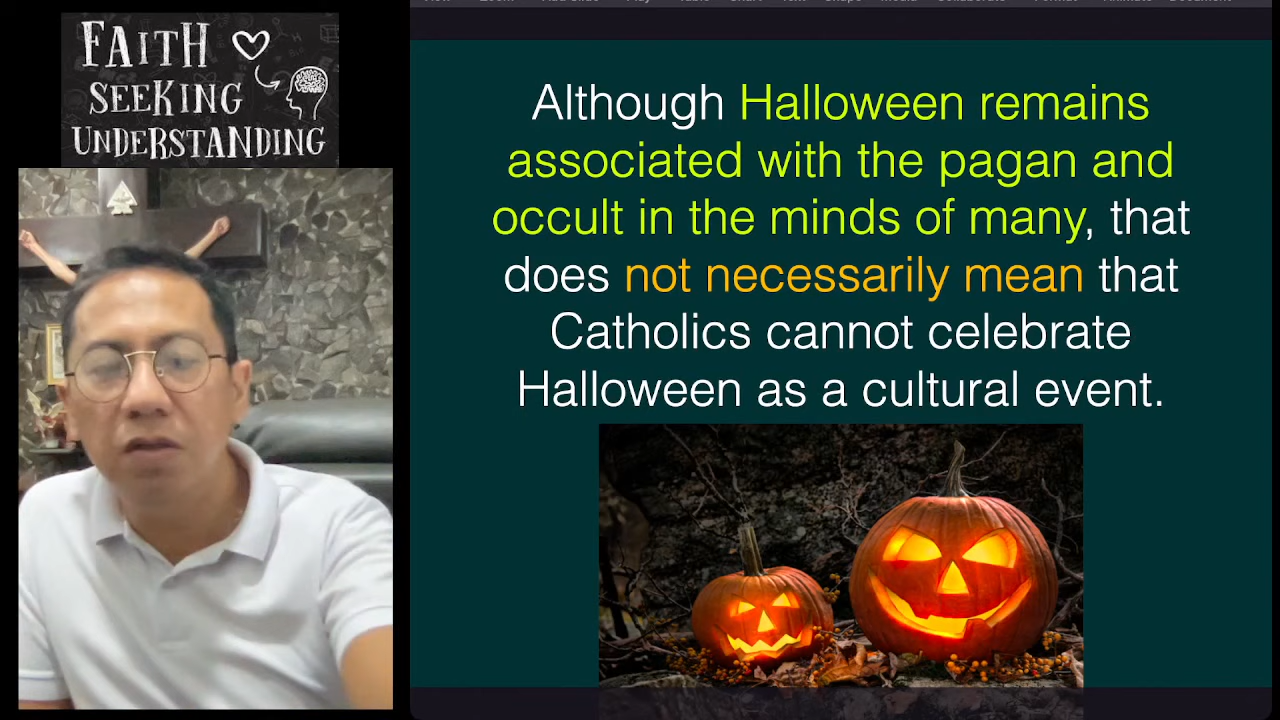 FAITH
SEEKING
UNDERSTANDING
Although Halloween remains
associated with the pagan and
occult in the minds of many, that
does not necessarily mean that
Catholics cannot celebrate
Halloween as a cultural event.